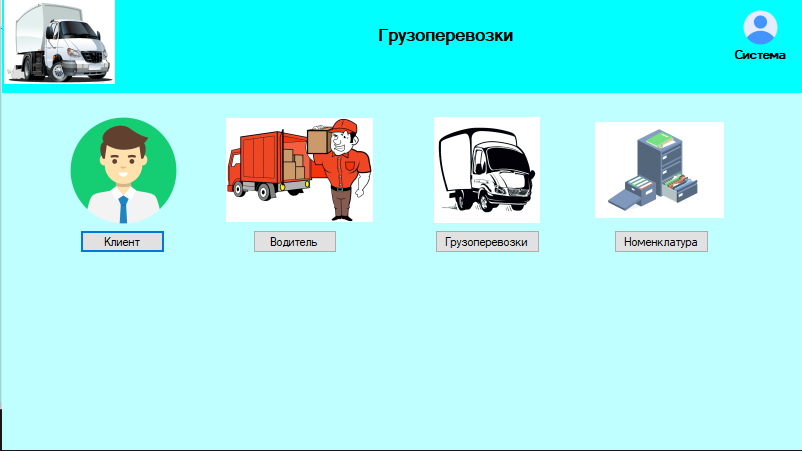 Грузоперевозки
Система
Клиент
Водитель
Грузоперевозки
Номенклатура